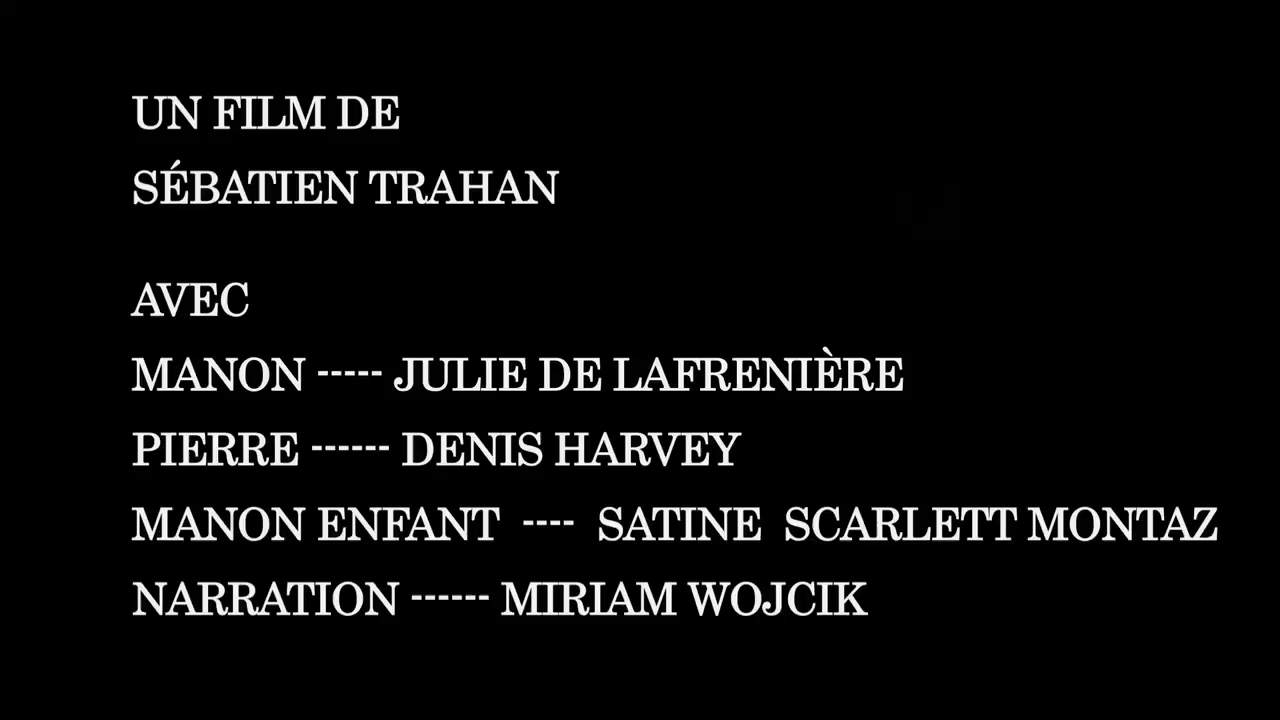 UN FILM DE
SÉBATIEN TRAHAN
AVEC
MANON ----- JULIE DE LAFRENIÈRE
PIERRE ------ DENIS HARVEY
MANON ENFANT ---- SATINE SCARLETT MONTAZ
NARRATION ------ MIRIAM WOJCIK